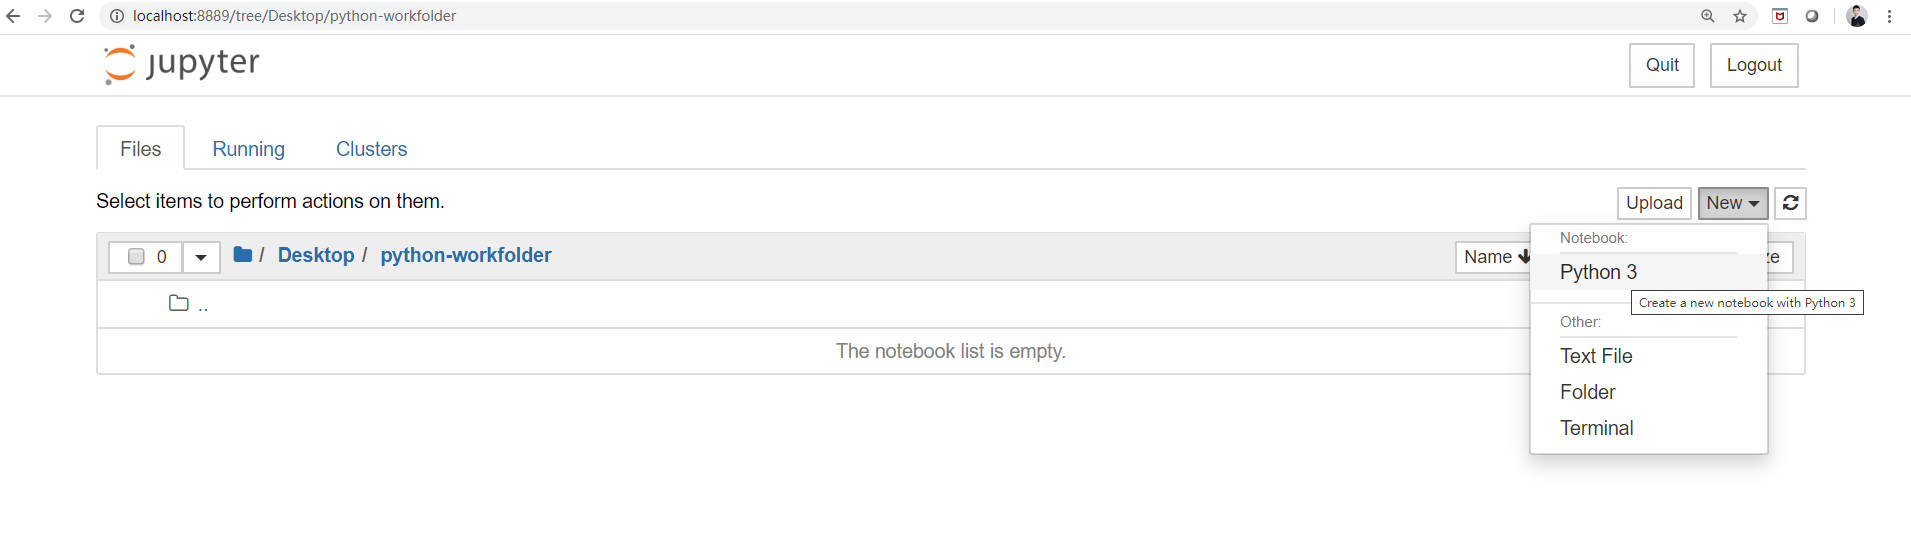 localhost:8889/tree/Desktop/python-workfolder
jupyter
Quit
Logout
Files
Running
Clusters
Select items to perform actions on them.
Upload
New
0
/ Desktop / python-workfolder
Name
ze
Notebook:
Python 3
Create a new notebook with Python 3
..
Other:
The notebook list is empty.
Text File
Folder
Terminal